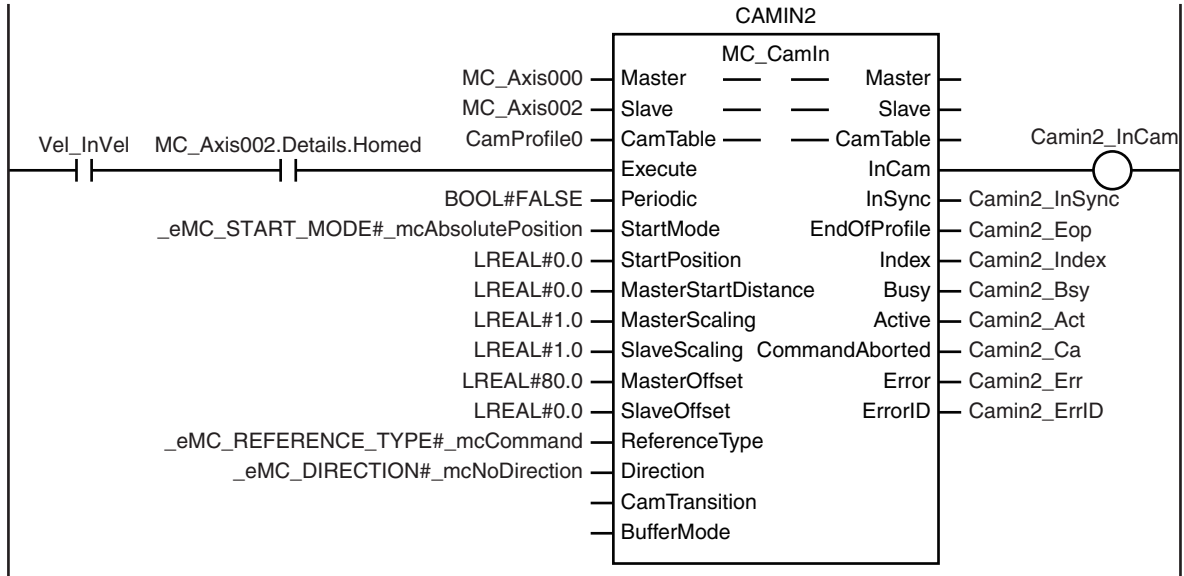 CAMIN2
MC_CamIn
MC_Axis000 Master Master
MC_Axis002 Slave Slave
CamProfile0 CamTable CamTable
Vel_InVel MC_Axis002.Details.Homed Execute InCam Camin2_InCam
BOOL#FALSE Periodic InSync Camin2_InSync
_eMC_START_MODE#_mcAbsolutePosition StartMode EndOfProfile Camin2_Eop
LREAL#0.0 StartPosition Index Camin2_Index
LREAL#0.0 MasterStartDistance Busy Camin2_Bsy
LREAL#1.0 MasterScaling Active Camin2_Act
LREAL#1.0 SlaveScaling CommandAborted Camin2_Ca
LREAL#80.0 MasterOffset Error Camin2_Err
LREAL#0.0 SlaveOffset ErrorID Camin2_ErrID
_eMC_REFERENCE_TYPE#_mcCommand ReferenceType
_eMC_DIRECTION#_mcNoDirection Direction
CamTransition
BufferMode